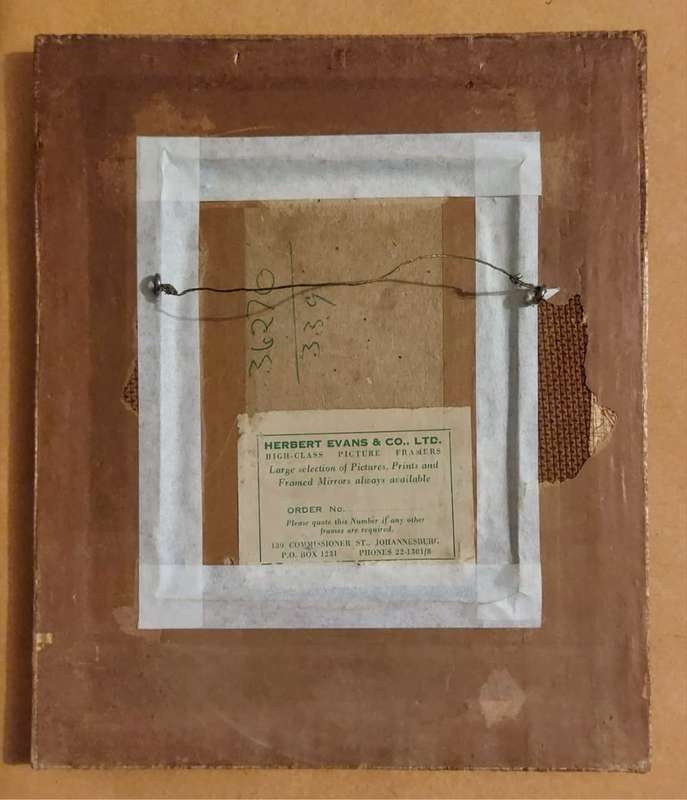 36270
339
HERBERT EVANS & CO., LTD.
HIGH-CLASS PICTURE FRAMERS
Large selection of Pictures, Prints and
Framed Mirrors always available
ORDER No.
Please quote this Number if any other
frames are required.
139 COMMISSIONER ST., JOHANNESBURG.
P.O. BOX 1231 PHONES 22-1301/8